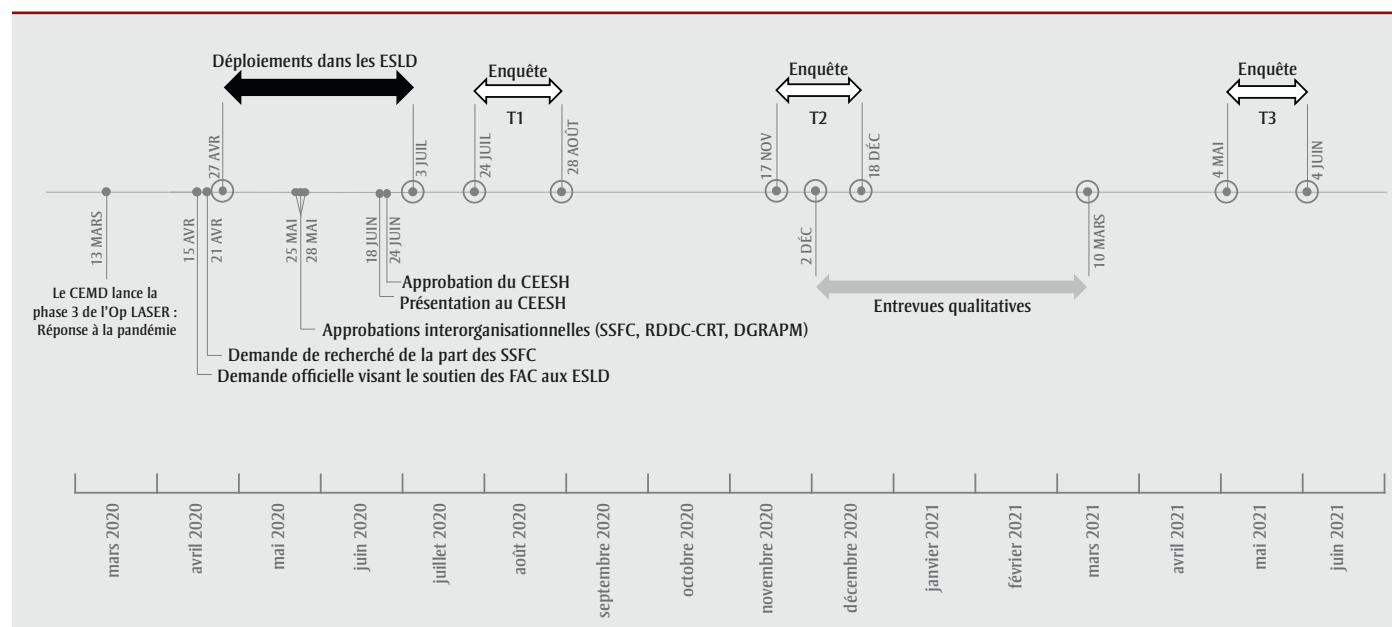 Déploiements dans les ESLD
Enquête
T1
Enquête
T2
Enquête
T3
27 AVR
3 JUIL
24 JUIL
28 AOÛT
17 NOV
18 DÉC
4 MAI
4 JUIN
13 MARS
15 AVR
21 AVR
25 MAI
28 MAI
18 JUIN
24 JUIN
2 DÉC
10 MARS
Le CEMD lance la
phase 3 de l’Op LASER :
Réponse à la pandémie
Approbation du CEESH
Présentation au CEESH
Entrevues qualitatives
Approbations interorganisationnelles (SSFC, RDDC-CRT, DGRAPM)
Demande de recherché de la part des SSFC
Demande officielle visant le soutien des FAC aux ESLD
mars 2020
avril 2020
mai 2020
juin 2020
juillet 2020
août 2020
septembre 2020
octobre 2020
novembre 2020
décembre 2020
janvier 2021
février 2021
mars 2021
avril 2021
mai 2021
juin 2021